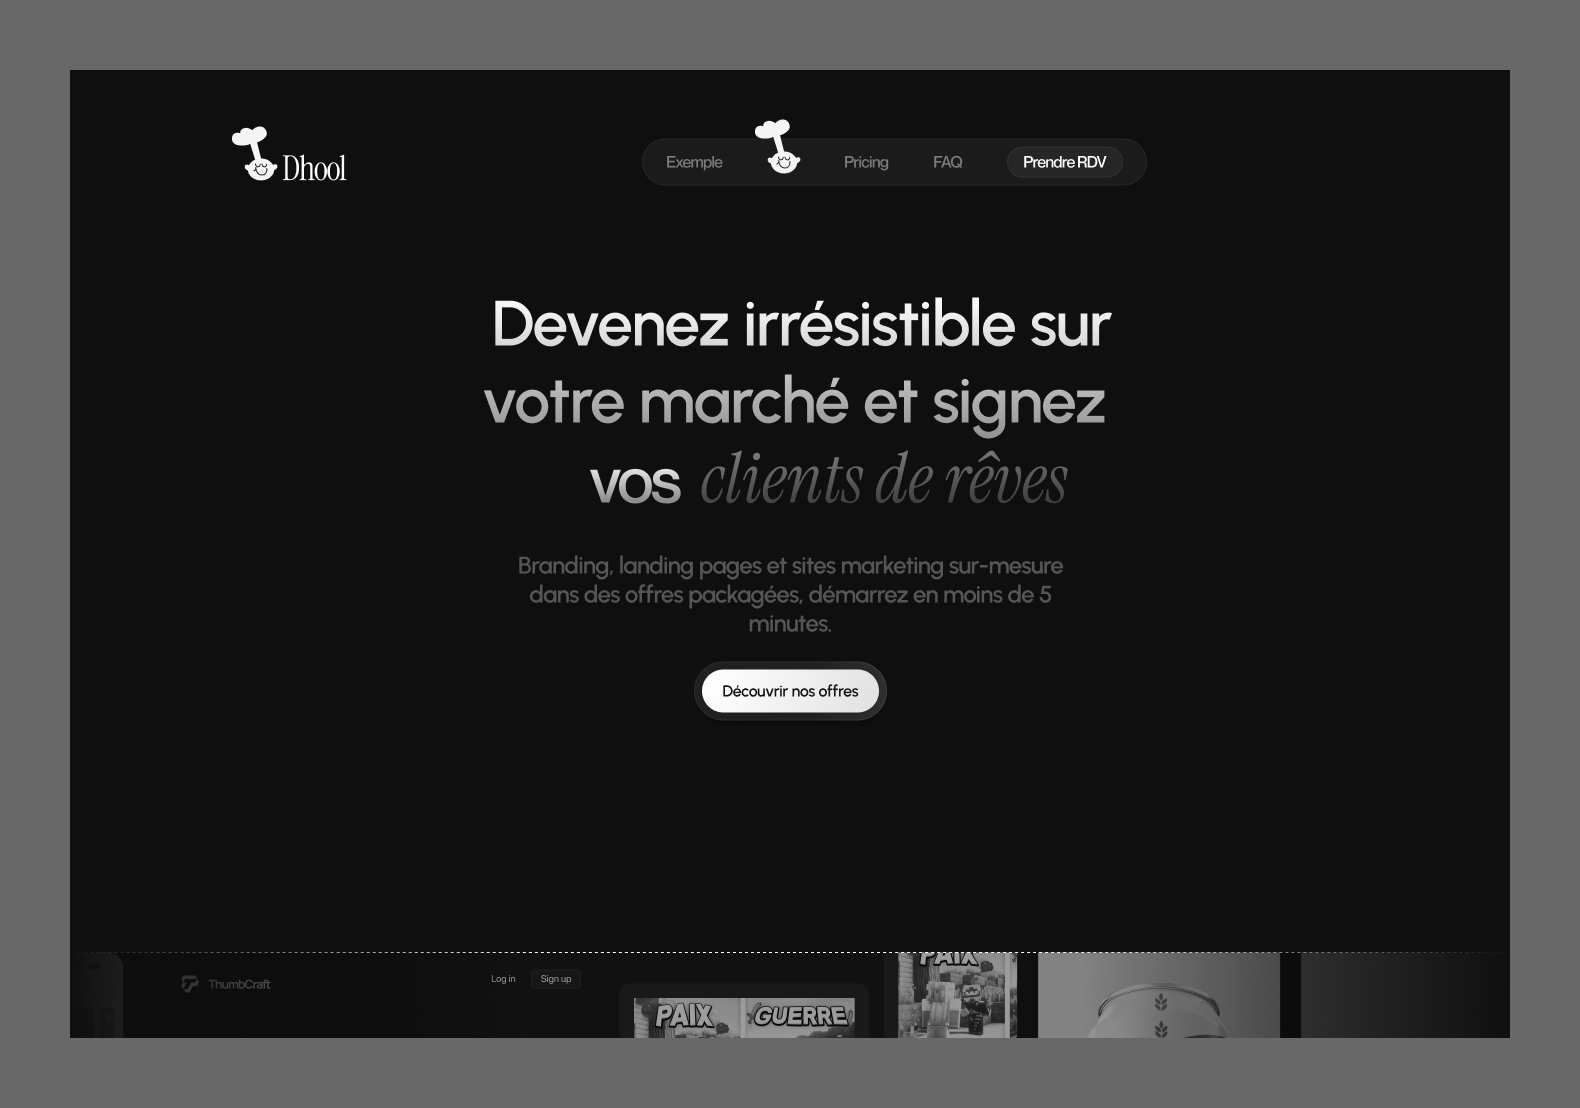 Dhool
Exemple
Pricing
FAQ
Prendre RDV
Devenez irrésistible sur
votre marché et signez
vos clients de rêves
Branding, landing pages et sites marketing sur-mesure
dans des offres packagées, démarrez en moins de 5
minutes.
Découvrir nos offres
ThumbCraft
Log in
Sign up
PAIX
GUERRE
PAIX